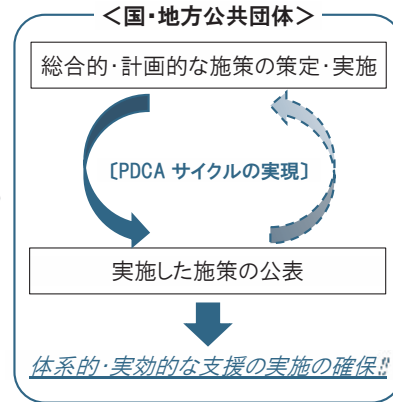 ＜国・地方公共団体＞
総合的・計画的な施策の策定・実施
〔PDCA サイクルの実現〕
実施した施策の公表
体系的・実効的な支援の実施の確保!!